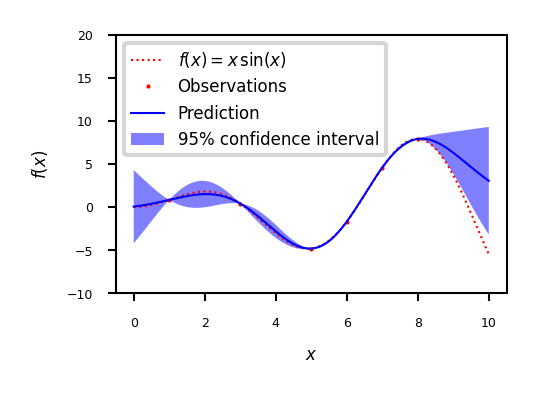 20
15
10
5
0
−5
−10
f(x)
f(x) = x sin(x)
Observations
Prediction
95% confidence interval
0 2 4 6 8 10
x